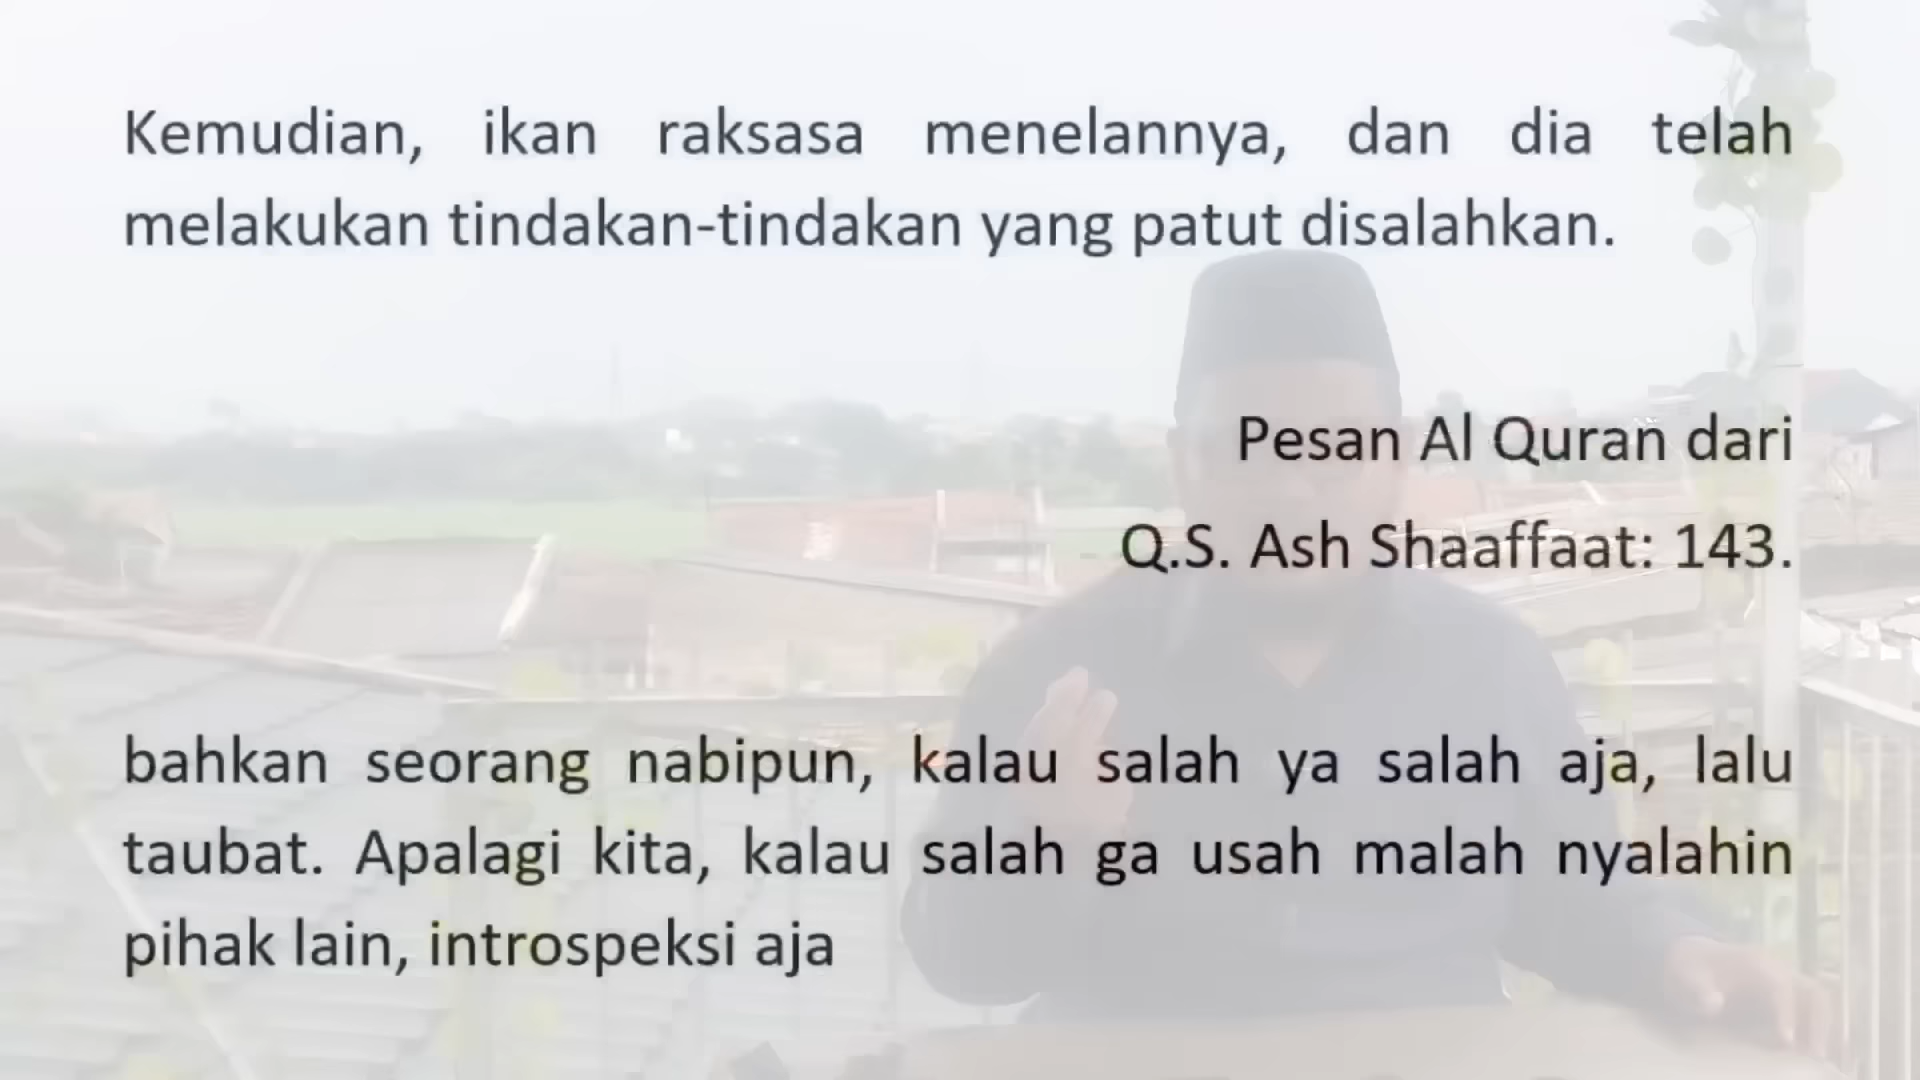 Kemudian, ikan raksasa menelannya, dan dia telah
melakukan tindakan-tindakan yang patut disalahkan.
Pesan Al Quran dari
Q.S. Ash Shaaffaat: 143.
bahkan seorang nabipun, kalau salah ya salah aja, lalu
taubat. Apalagi kita, kalau salah ga usah malah nyalahin
pihak lain, introspeksi aja